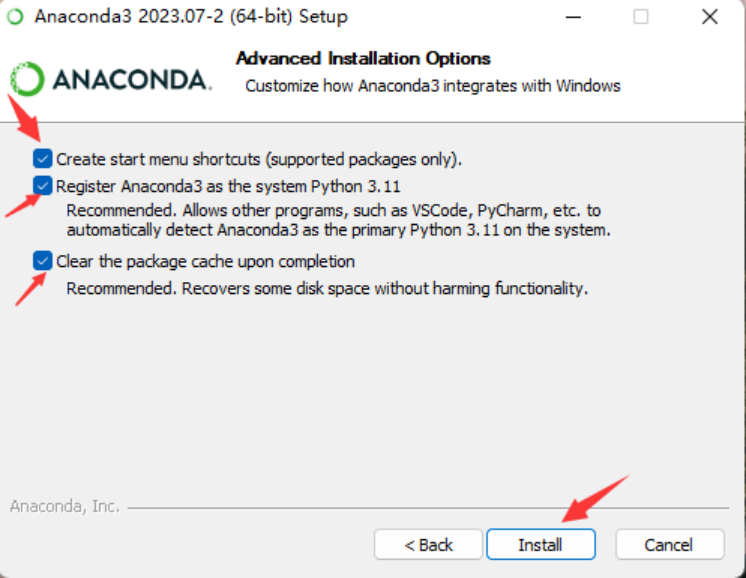 Anaconda3 2023.07-2 (64-bit) Setup
Advanced Installation Options
ANACONDA.
Customize how Anaconda3 integrates with Windows
Create start menu shortcuts (supported packages only).
Register Anaconda3 as the system Python 3.11
Recommended. Allows other programs, such as VSCode, PyCharm, etc. to
automatically detect Anaconda3 as the primary Python 3.11 on the system.
Clear the package cache upon completion
Recommended. Recovers some disk space without harming functionality.
Anaconda, Inc.
< Back
Install
Cancel